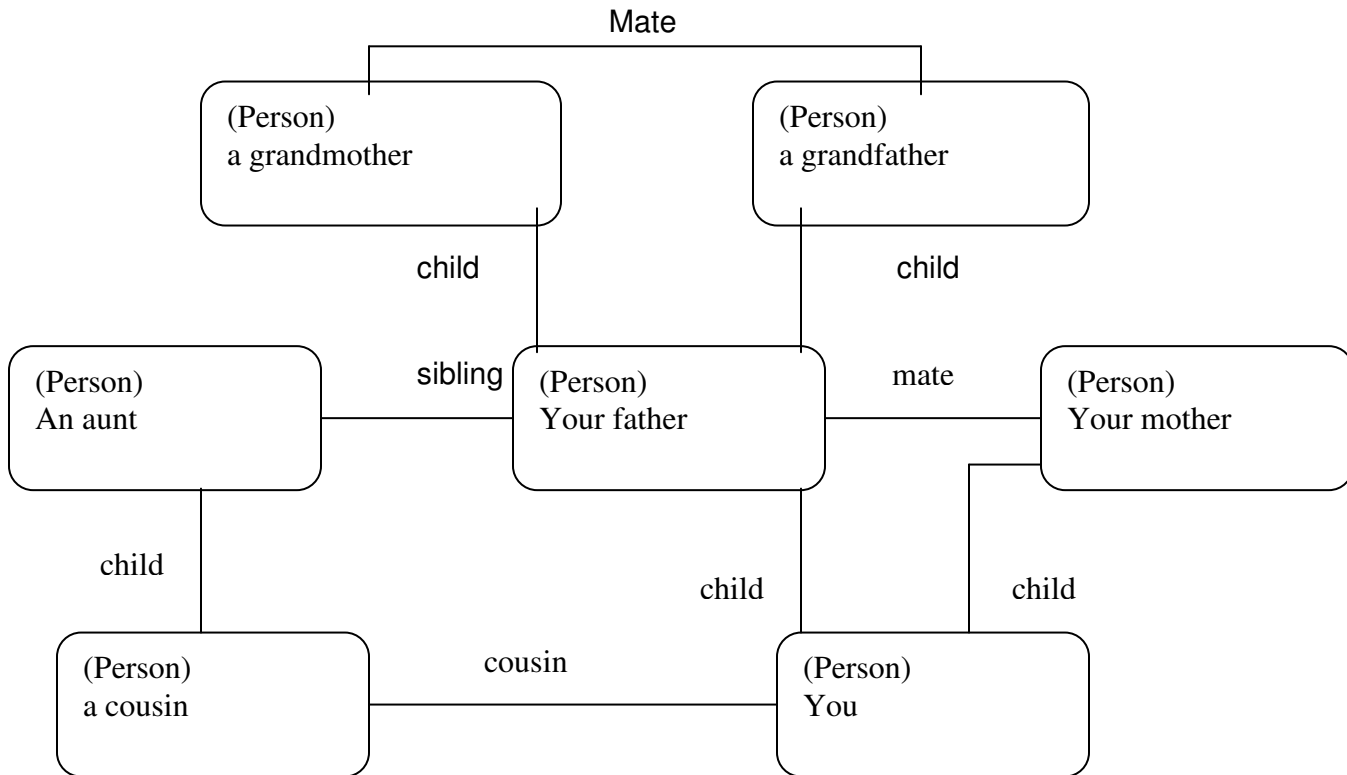 Mate
(Person)
a grandmother
(Person)
a grandfather
child
child
(Person)
An aunt
sibling
(Person)
Your father
mate
(Person)
Your mother
child
child
child
(Person)
a cousin
cousin
(Person)
You